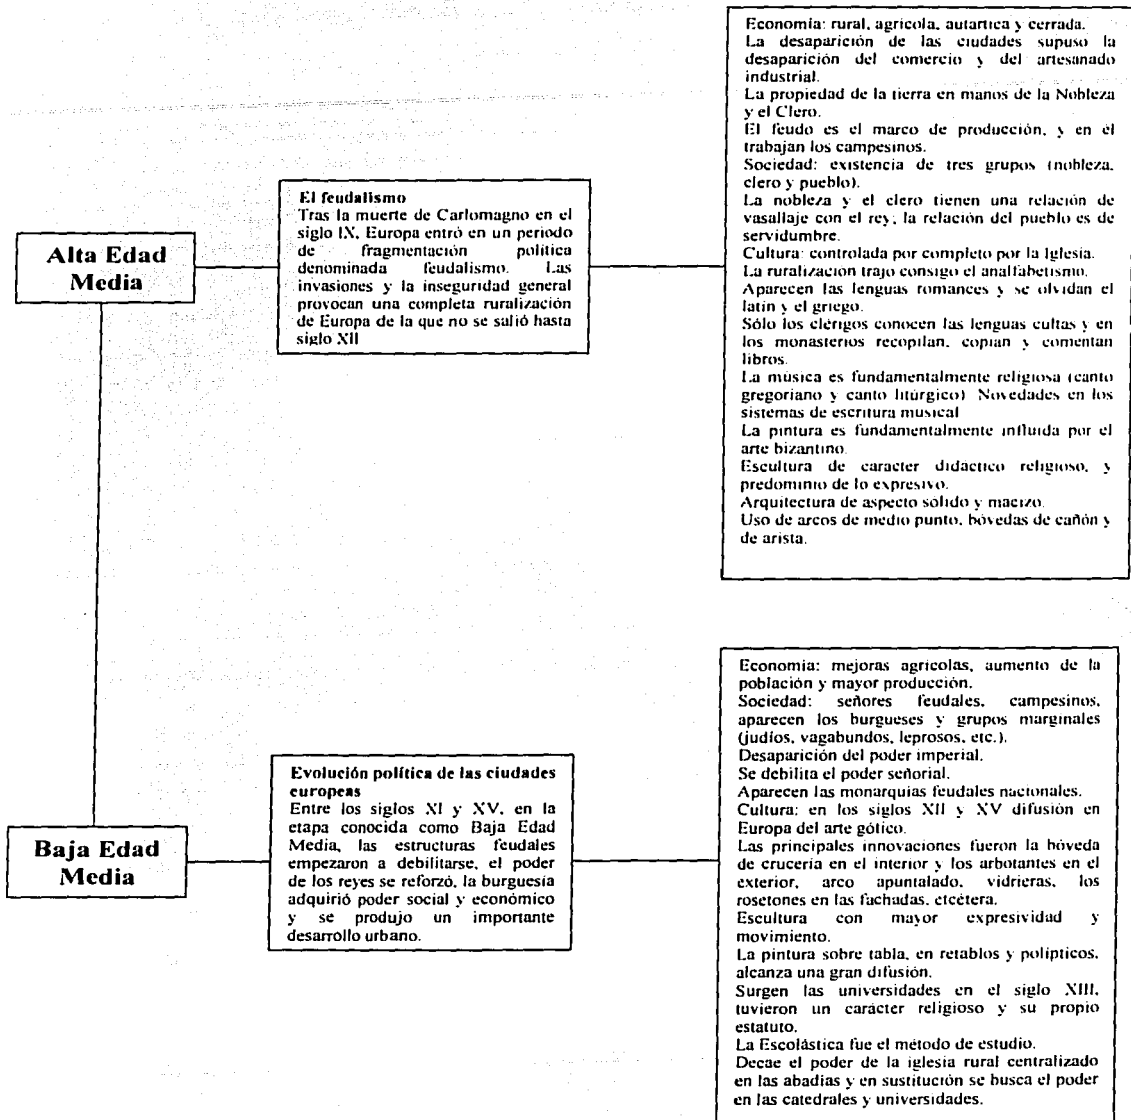 Alta Edad
Media
El feudalismo
Tras la muerte de Carlomagno en el
siglo IX, Europa entró en un periodo
de fragmentación política
denominada feudalismo. Las
invasiones y la inseguridad general
provocan una completa ruralización
de Europa de la que no se salió hasta
siglo XII
Economía: rural, agrícola, autártica y cerrada.
La desaparición de las ciudades supuso la
desaparición del comercio y del artesanado
industrial.
La propiedad de la tierra en manos de la Nobleza
y el Clero.
El feudo es el marco de producción, y en él
trabajan los campesinos.
Sociedad: existencia de tres grupos (nobleza,
clero y pueblo).
La nobleza y el clero tienen una relación de
vasallaje con el rey, la relación del pueblo es de
servidumbre.
Cultura: controlada por completo por la Iglesia.
La ruralización trajo consigo el analfabetismo.
Aparecen las lenguas romances y se olvidan el
latín y el griego.
Sólo los clérigos conocen las lenguas cultas y en
los monasterios recopilan, copian y comentan
libros.
La música es fundamentalmente religiosa (canto
gregoriano y canto litúrgico) Novedades en los
sistemas de escritura musical
La pintura es fundamentalmente influida por el
arte bizantino.
Escultura de caracter didáctico religioso, y
predominio de lo expresivo.
Arquitectura de aspecto sólido y macizo.
Uso de arcos de medio punto, bóvedas de cañón y
de arista.
Baja Edad
Media
Evolución política de las ciudades
europeas
Entre los siglos XI y XV, en la
etapa conocida como Baja Edad
Media, las estructuras feudales
empezaron a debilitarse, el poder
de los reyes se reforzó, la burguesía
adquirió poder social y económico
y se produjo un importante
desarrollo urbano.
Economía: mejoras agrícolas, aumento de la
población y mayor producción.
Sociedad: señores feudales, campesinos,
aparecen los burgueses y grupos marginales
(judíos, vagabundos, leprosos, etc.).
Desaparición del poder imperial.
Se debilita el poder señorial.
Aparecen las monarquías feudales nacionales.
Cultura: en los siglos XII y XV difusión en
Europa del arte gótico.
Las principales innovaciones fueron la bóveda
de crucería en el interior y los arbotantes en el
exterior, arco apuntalado, vidrieras, los
rosetones en las fachadas, etcétera.
Escultura con mayor expresividad y
movimiento.
La pintura sobre tabla, en retablos y polípticos,
alcanza una gran difusión.
Surgen las universidades en el siglo XIII,
tuvieron un carácter religioso y su propio
estatuto.
La Escolástica fue el método de estudio.
Decae el poder de la iglesia rural centralizado
en las abadías y en sustitución se busca el poder
en las catedrales y universidades.